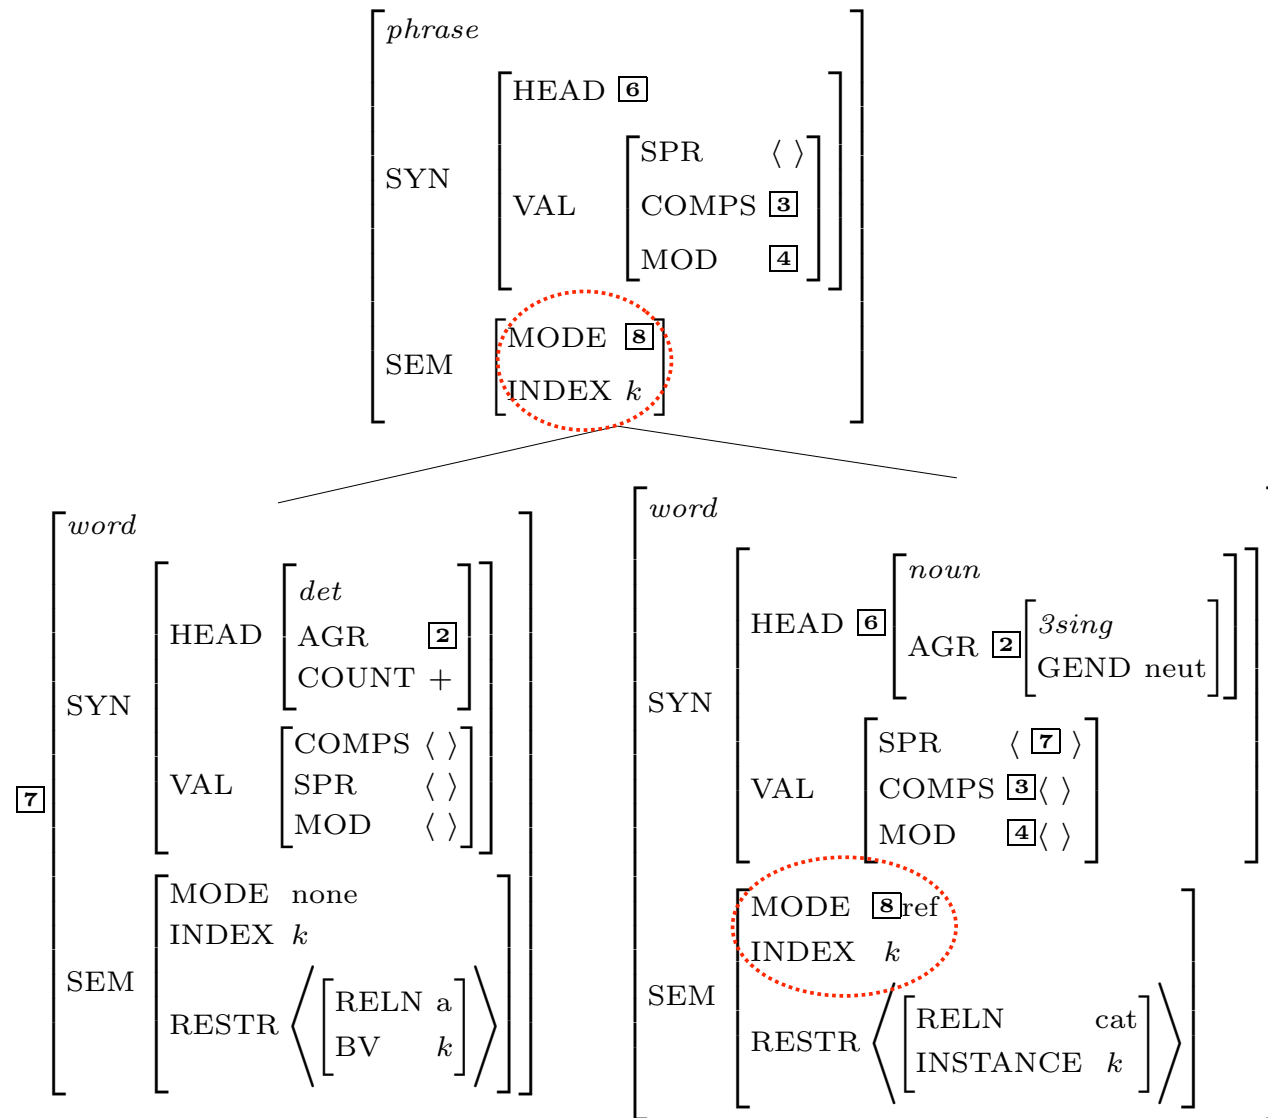 phrase
SYN
HEAD 6
VAL
SPR ⟨ ⟩
COMPS 3
MOD 4
SEM
MODE 8
INDEX k
7
word
SYN
HEAD
det
AGR 2
COUNT +
VAL
COMPS ⟨ ⟩
SPR ⟨ ⟩
MOD ⟨ ⟩
SEM
MODE none
INDEX k
RESTR ⟨
RELN a
BV k
⟩
word
SYN
HEAD 6
noun
AGR 2
3sing
GEND neut
VAL
SPR ⟨ 7 ⟩
COMPS 3⟨ ⟩
MOD 4⟨ ⟩
SEM
MODE 8ref
INDEX k
RESTR ⟨
RELN cat
INSTANCE k
⟩